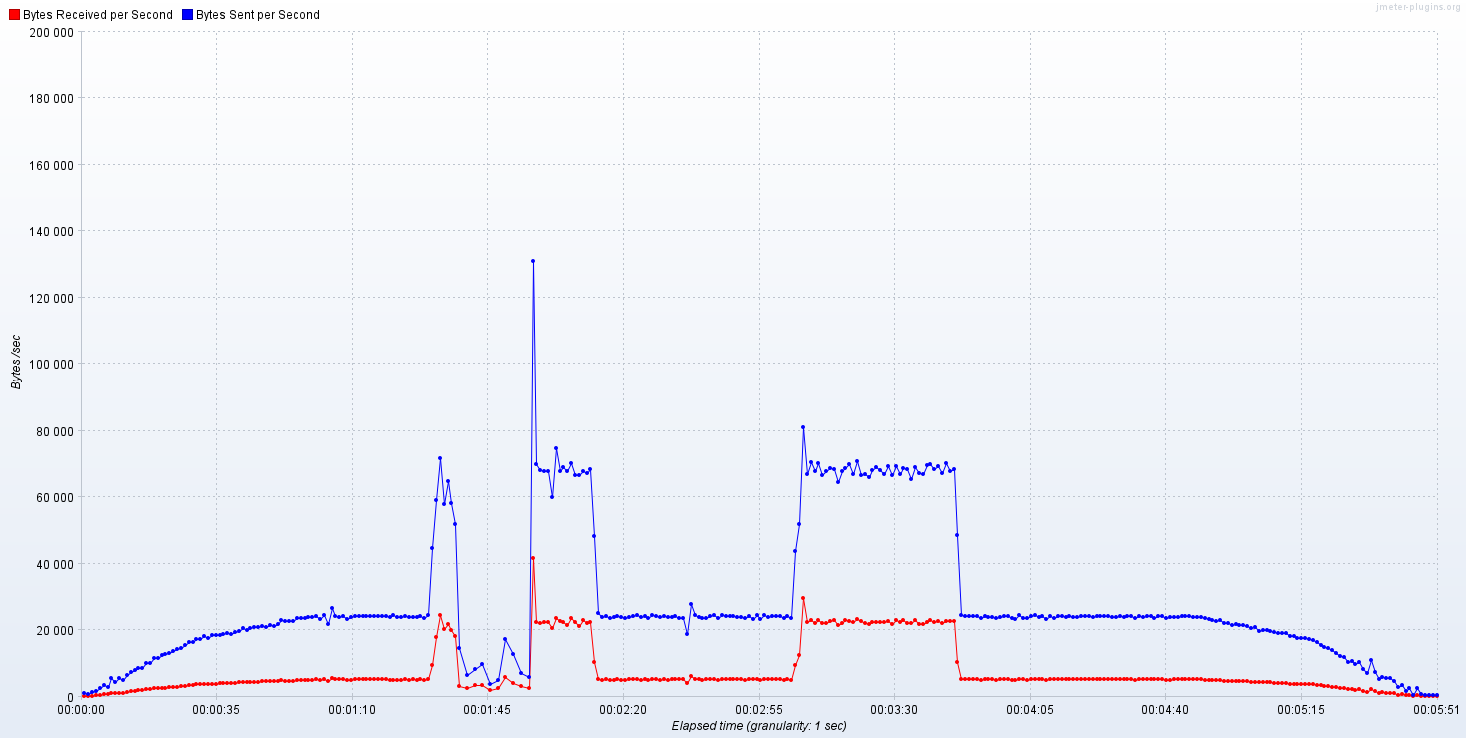 Bytes Received per Second Bytes Sent per Second
jmeter-plugins.org
200 000
180 000
160 000
140 000
120 000
100 000
80 000
60 000
40 000
20 000
0
Bytes /sec
00:00:00 00:00:35 00:01:10 00:01:45 00:02:20 00:02:55 00:03:30 00:04:05 00:04:40 00:05:15 00:05:51
Elapsed time (granularity: 1 sec)